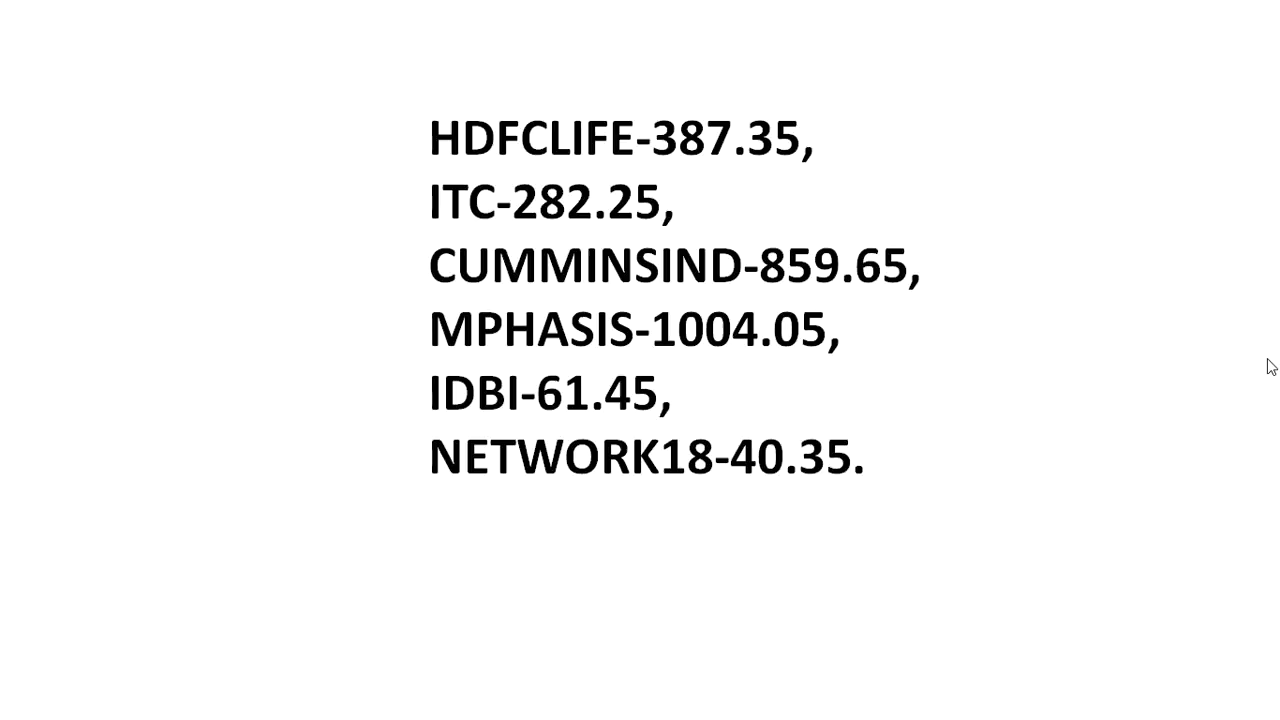 HDFCLIFE-387.35,
ITC-282.25,
CUMMINSIND-859.65,
MPHASIS-1004.05,
IDBI-61.45,
NETWORK18-40.35.